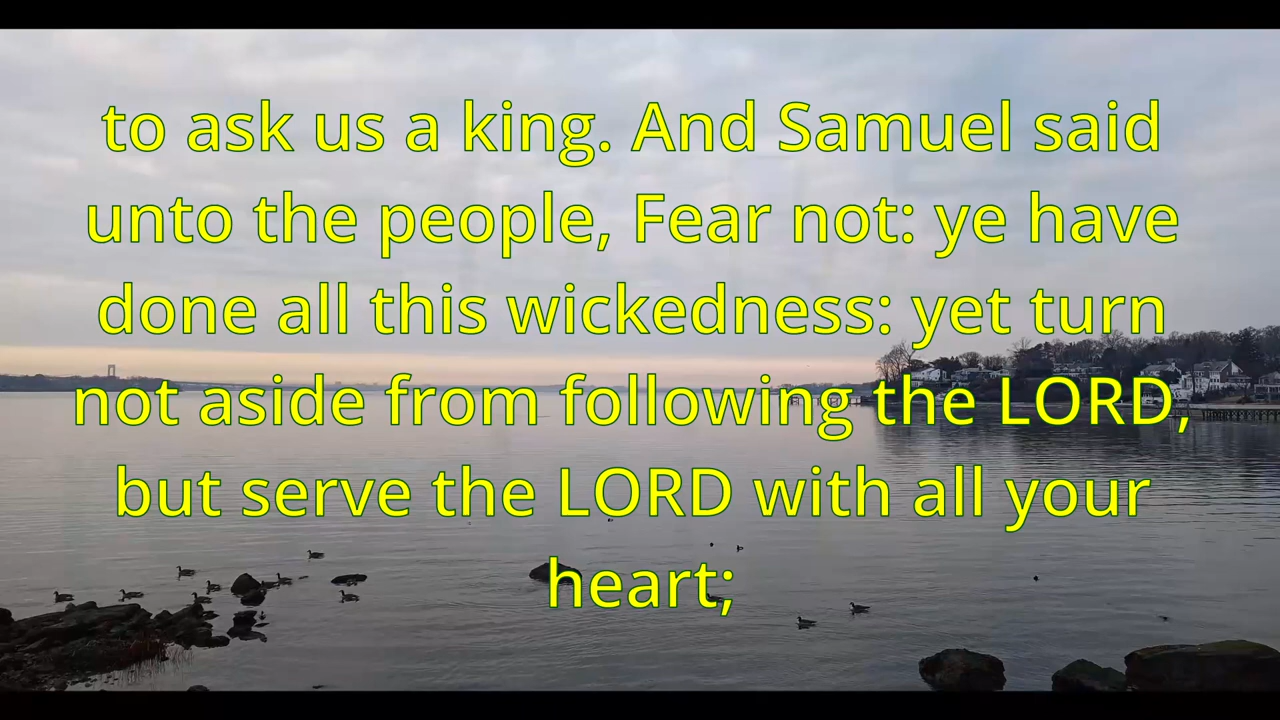 to ask us a king. And Samuel said
unto the people, Fear not: ye have
done all this wickedness: yet turn
not aside from following the LORD,
but serve the LORD with all your
heart;